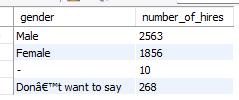 gender number_of_hires
Male 2563
Female 1856
- 10
Donâ€™t want to say 268